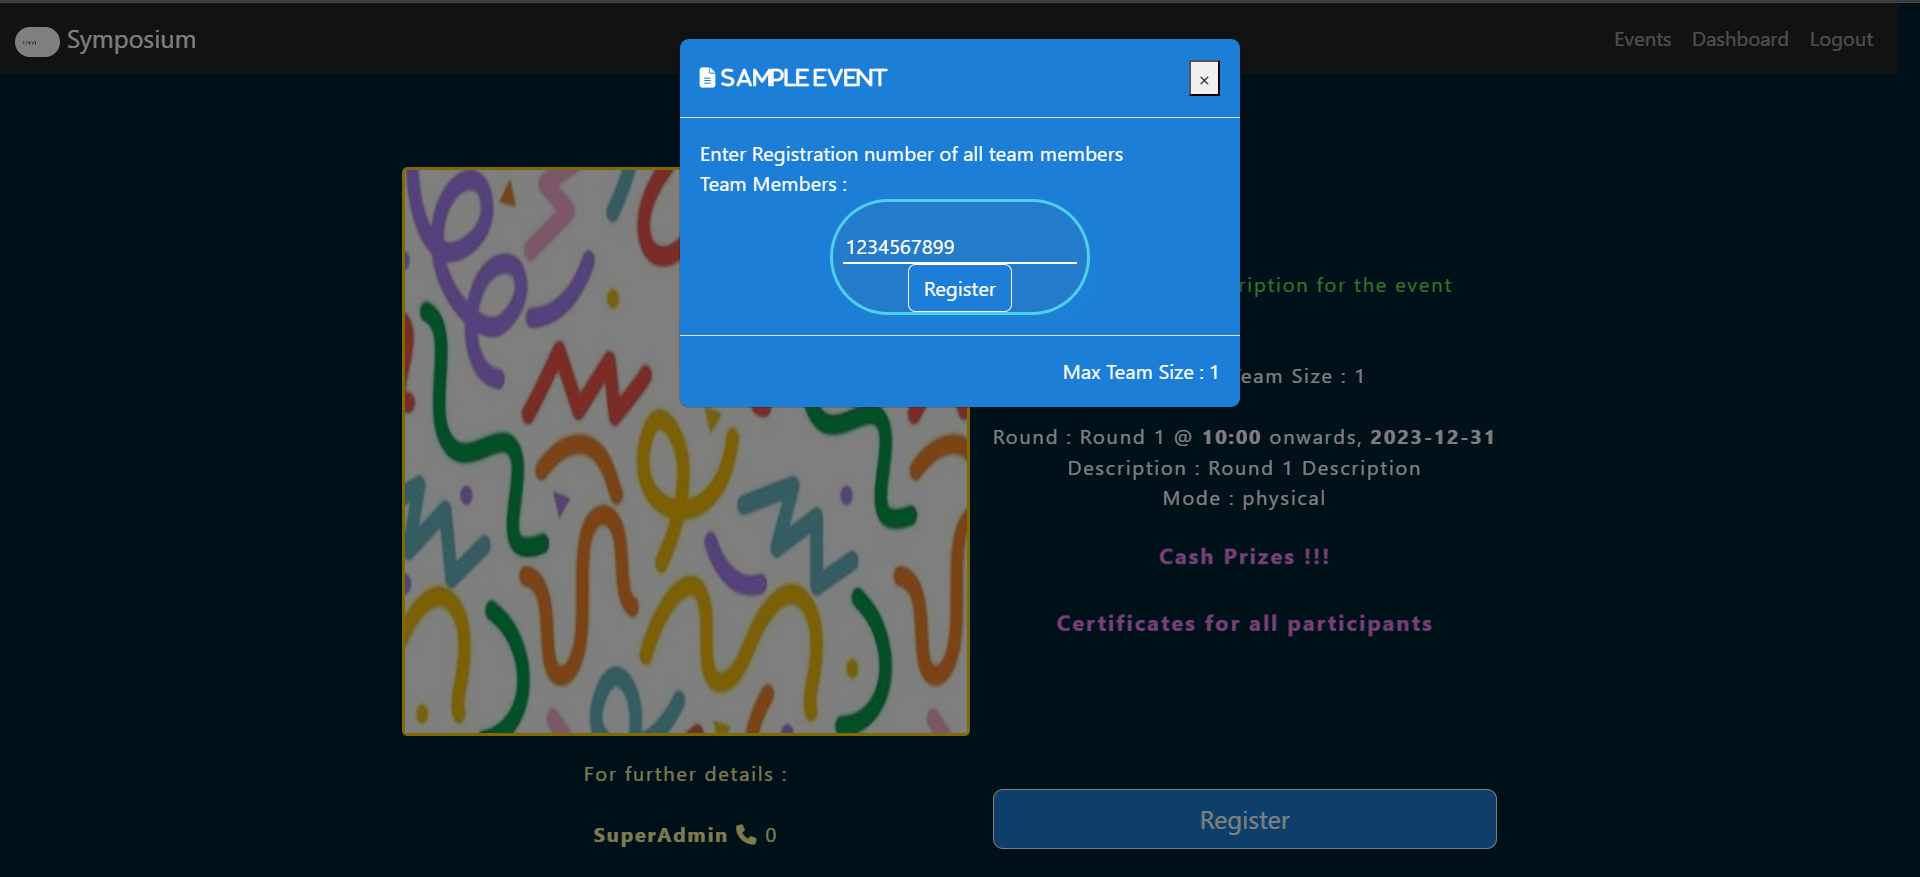 Symposium
Events Dashboard Logout
SAMPLE EVENT
×
Enter Registration number of all team members
Team Members :
1234567899
Register
Max Team Size : 1
ription for the event
eam Size : 1
Round : Round 1 @ 10:00 onwards, 2023-12-31
Description : Round 1 Description
Mode : physical
Cash Prizes !!!
Certificates for all participants
For further details :
SuperAdmin 0
Register